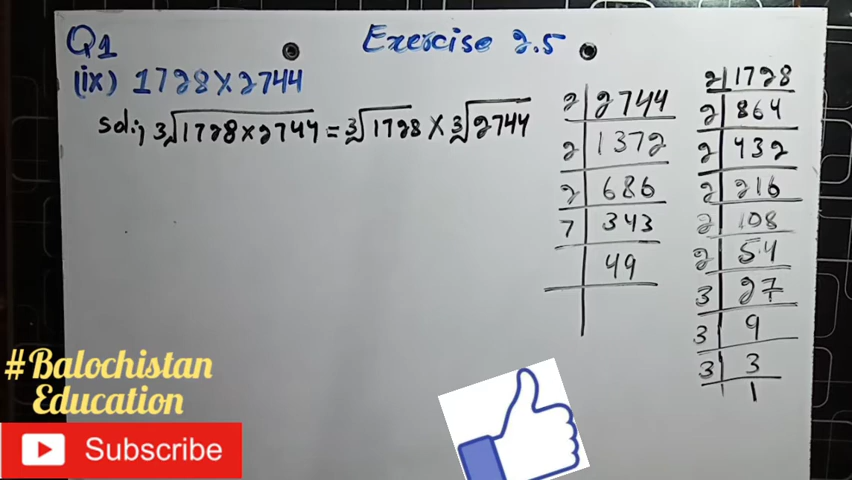 Q1
Exercise 2.5
(ix) 1728×2744
Sol:, ∛1728×2744 = ∛1728 × ∛2744
2 | 2744
2 | 1372
2 | 686
7 | 343
49
2 | 1728
2 | 864
2 | 432
2 | 216
2 | 108
2 | 54
3 | 27
3 | 9
3 | 3
1
#Balochistan
Education
Subscribe